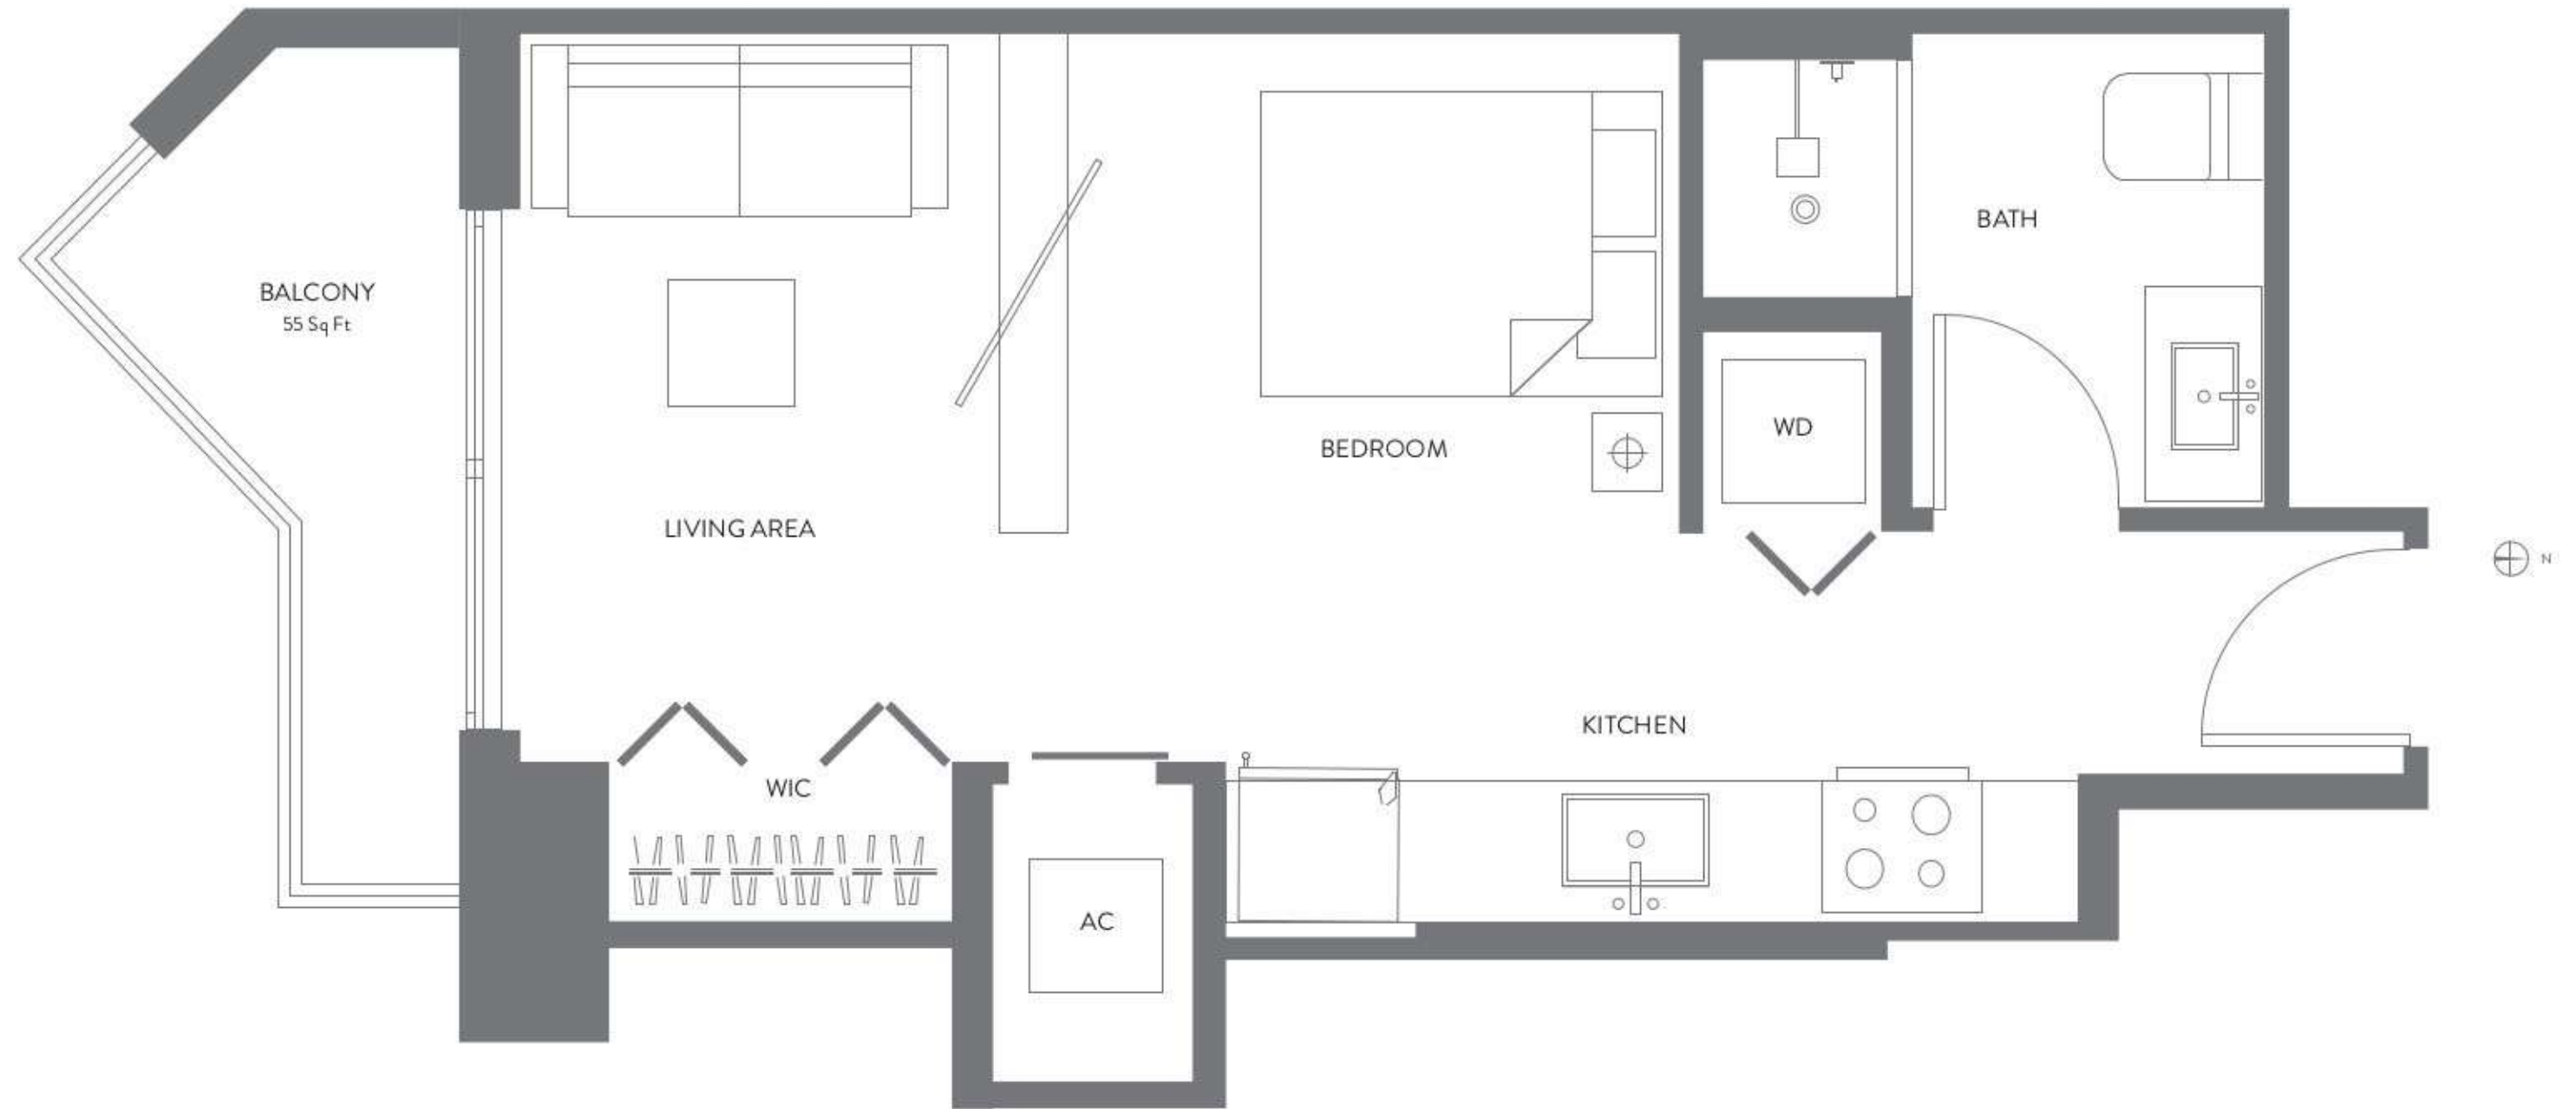 BALCONY
55 Sq Ft
LIVING AREA
BEDROOM
BATH
WD
N
KITCHEN
WIC
AC